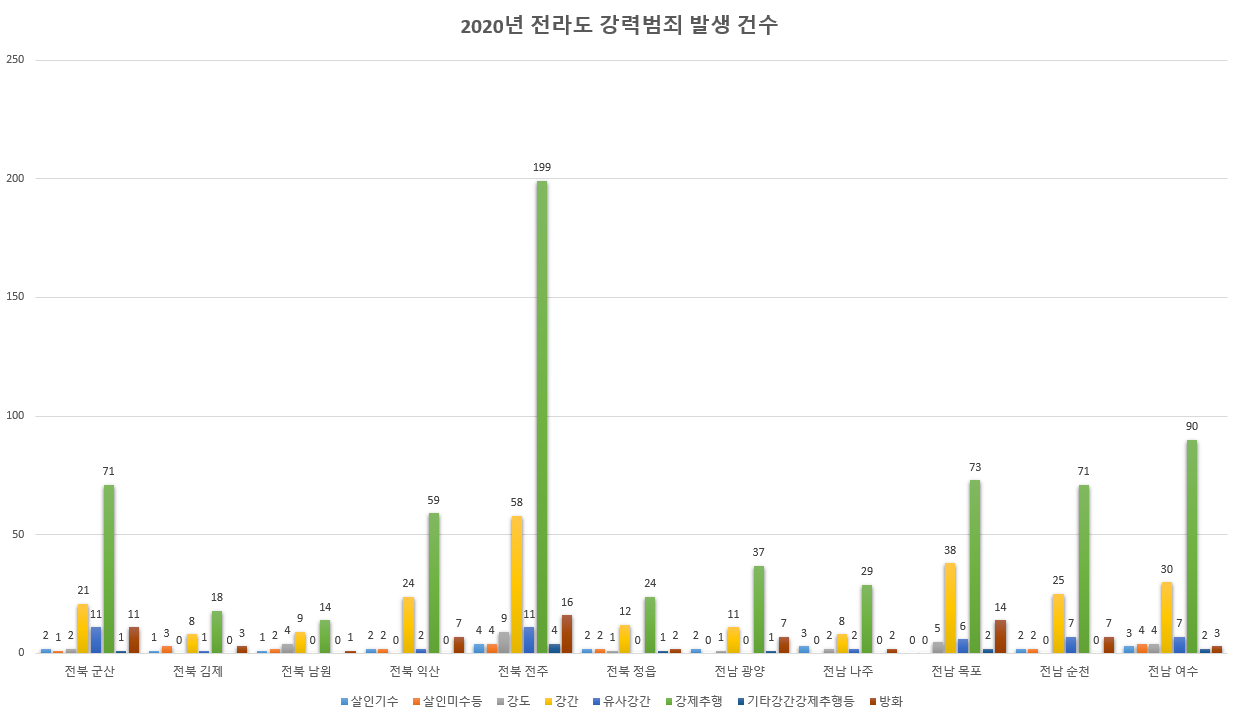 2020년 전라도 강력범죄 발생 건수
250
200
150
100
50
0
2 1 2 21 11 71 1 11
1 3 0 8 1 18 0 3
1 2 4 9 0 14 0 1
2 2 0 24 2 59 0 7
4 4 9 58 11 199 4 16
2 2 1 12 0 24 1 2
2 0 1 11 0 37 1 7
3 0 2 8 2 29 0 2
0 0 5 38 6 73 2 14
2 2 0 25 7 71 0 7
3 4 4 30 7 90 2 3
전북 군산 전북 김제 전북 남원 전북 익산 전북 전주 전북 정읍 전남 광양 전남 나주 전남 목포 전남 순천 전남 여수
살인기수 살인미수등 강도 강간 유사강간 강제추행 기타강간강제추행등 방화